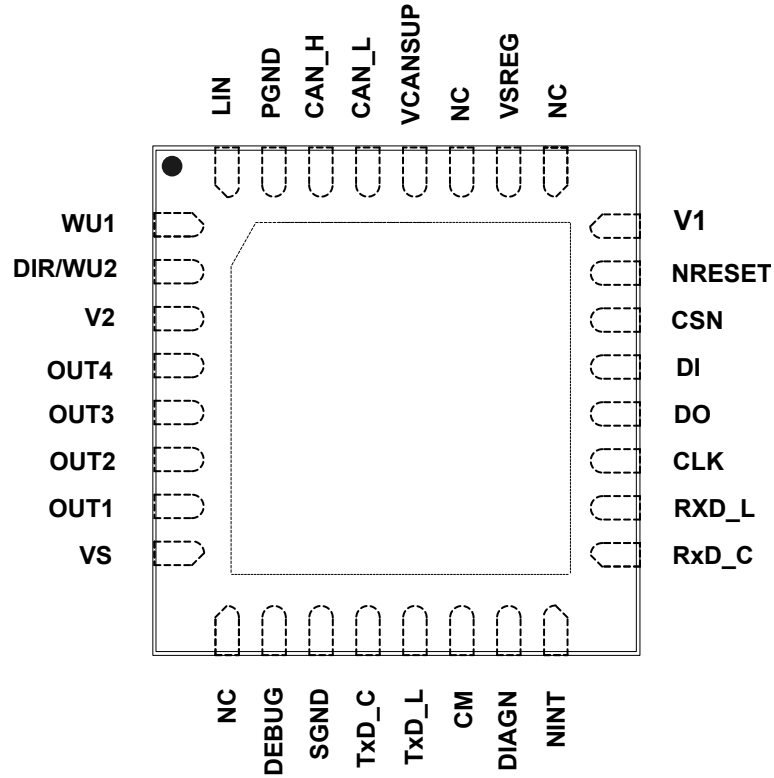 LIN
PGND
CAN_H
CAN_L
VCANSUP
NC
VSREG
NC
WU1
DIR/WU2
V2
OUT4
OUT3
OUT2
OUT1
VS
V1
NRESET
CSN
DI
DO
CLK
RXD_L
RxD_C
NC
DEBUG
SGND
TxD_C
TxD_L
CM
DIAGN
NINT